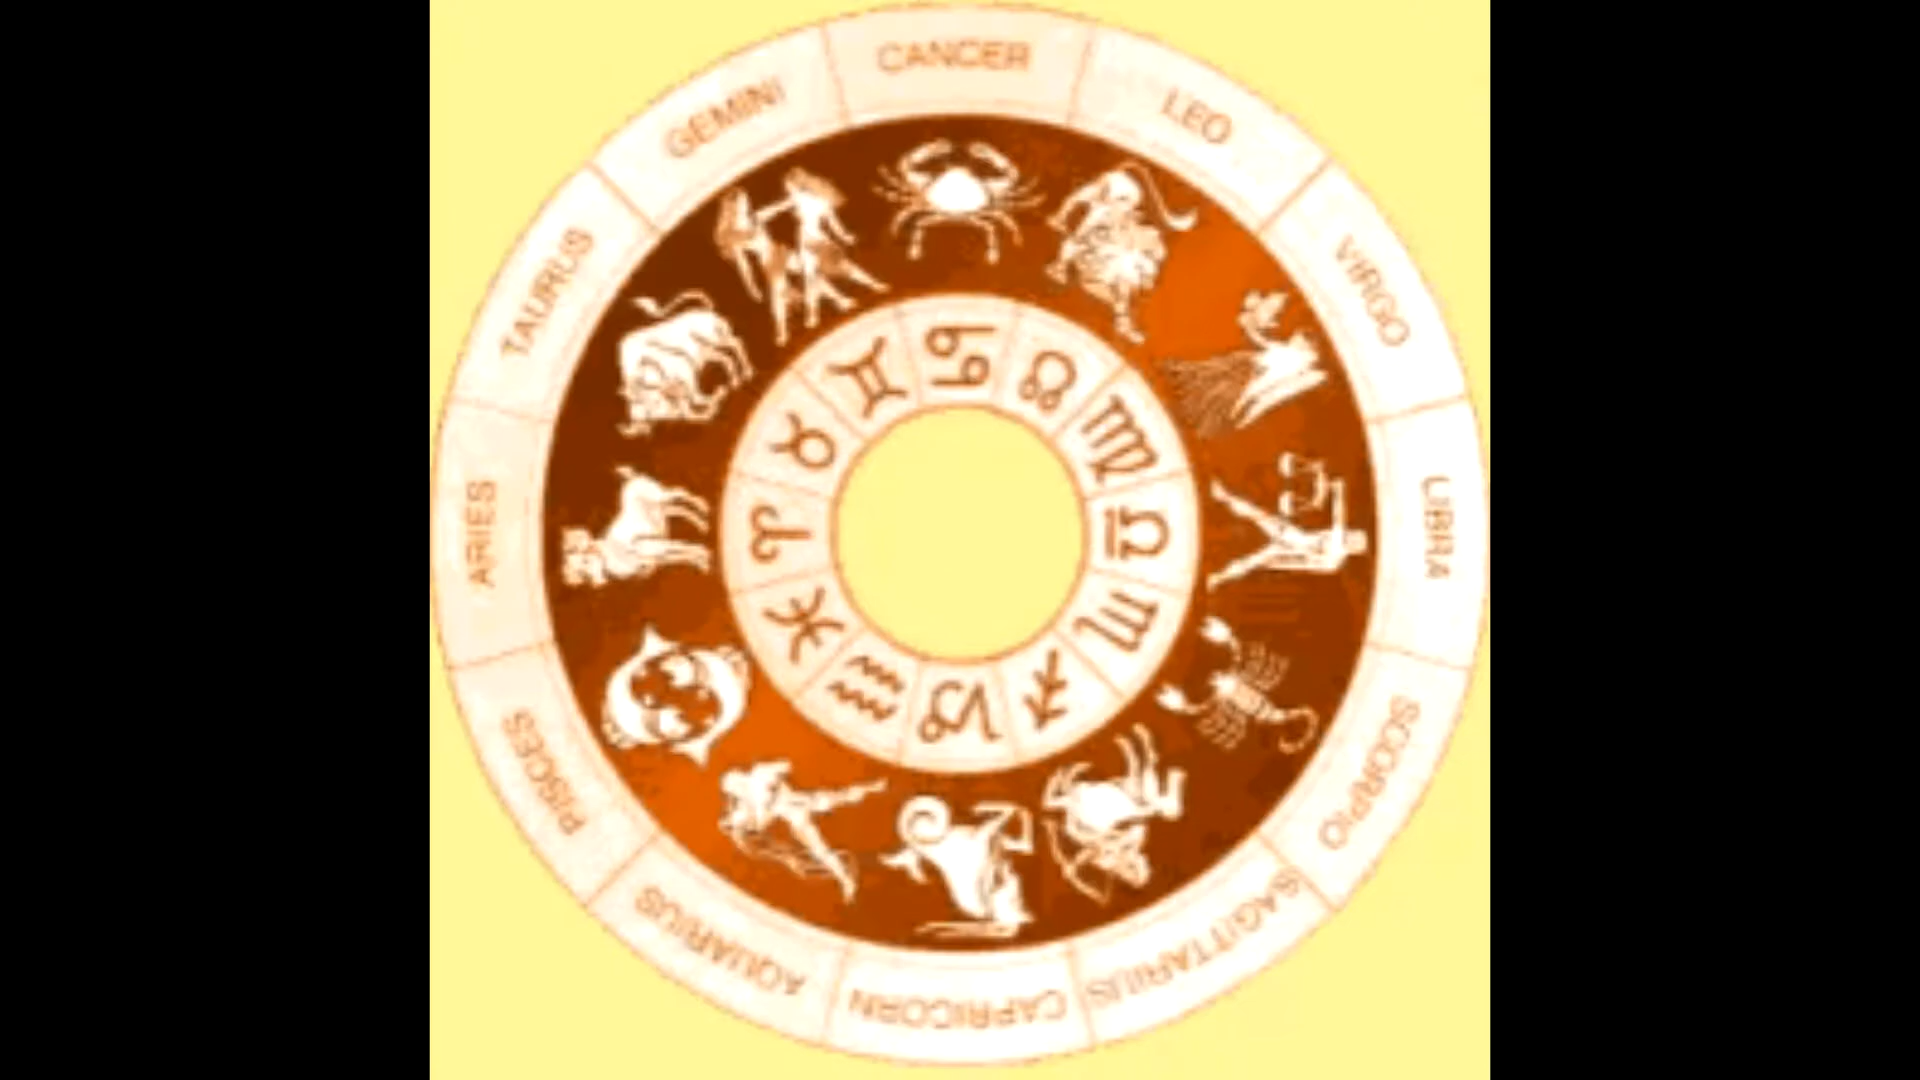 CANCER
LEO
VIRGO
LIBRA
SCORPIO
SAGITTARIUS
CAPRICORN
AQUARIUS
PISCES
ARIES
TAURUS
GEMINI